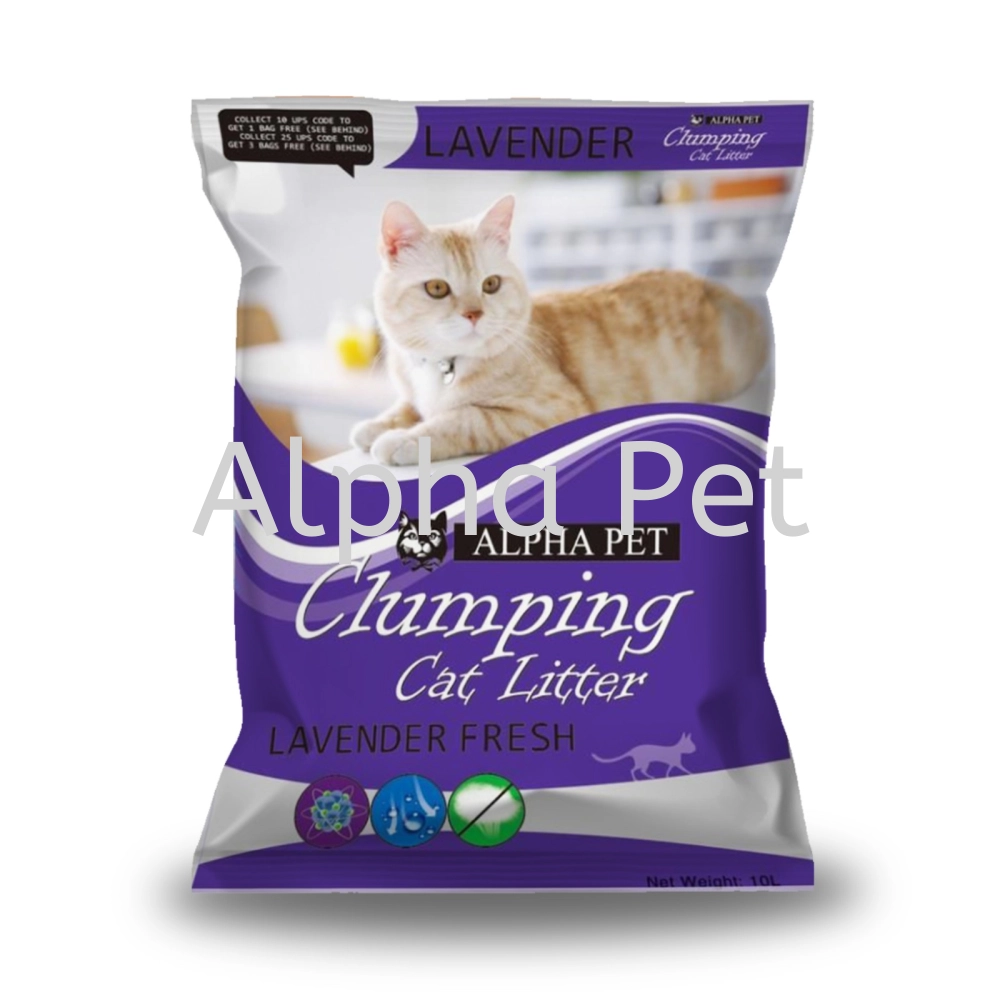 COLLECT 10 UPS CODE TO
GET 1 BAG FREE (SEE BEHIND)
COLLECT 25 UPS CODE TO
GET 3 BAGS FREE (SEE BEHIND)
LAVENDER
ALPHA PET
Clumping
Cat Litter
Alpha Pet
ALPHA PET
Clumping
Cat Litter
LAVENDER FRESH
Net Weight: 10L